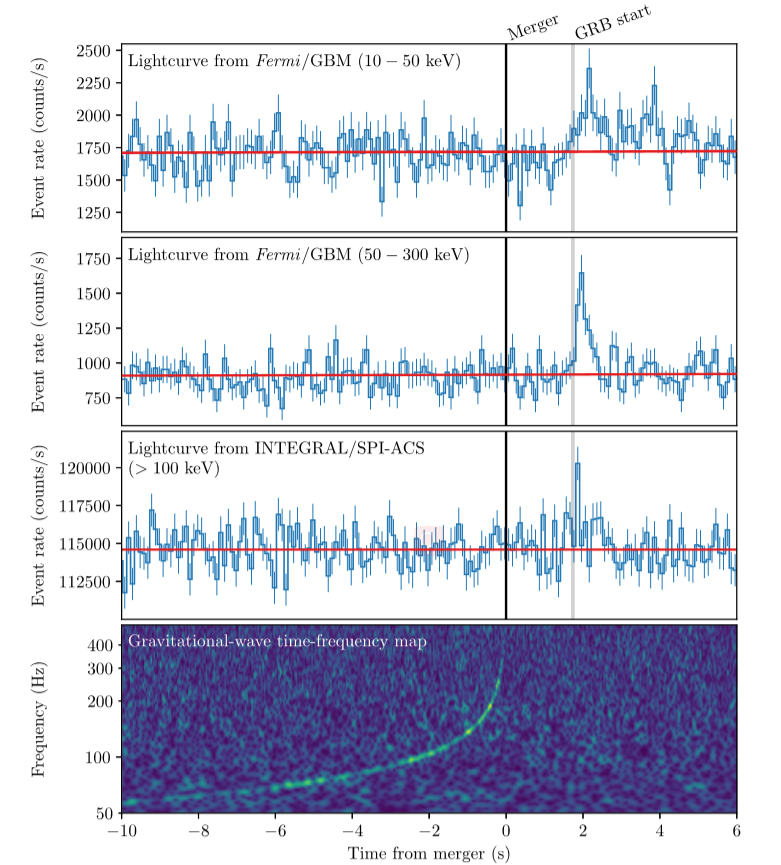 Merger GRB start
2500
2250
2000
1750
1500
1250
Event rate (counts/s)
Lightcurve from Fermi/GBM (10 − 50 keV)
1750
1500
1250
1000
750
Event rate (counts/s)
Lightcurve from Fermi/GBM (50 − 300 keV)
120000
117500
115000
112500
Event rate (counts/s)
Lightcurve from INTEGRAL/SPI-ACS
(> 100 keV)
400
300
200
100
50
Frequency (Hz)
Gravitational-wave time-frequency map
−10 −8 −6 −4 −2 0 2 4 6
Time from merger (s)